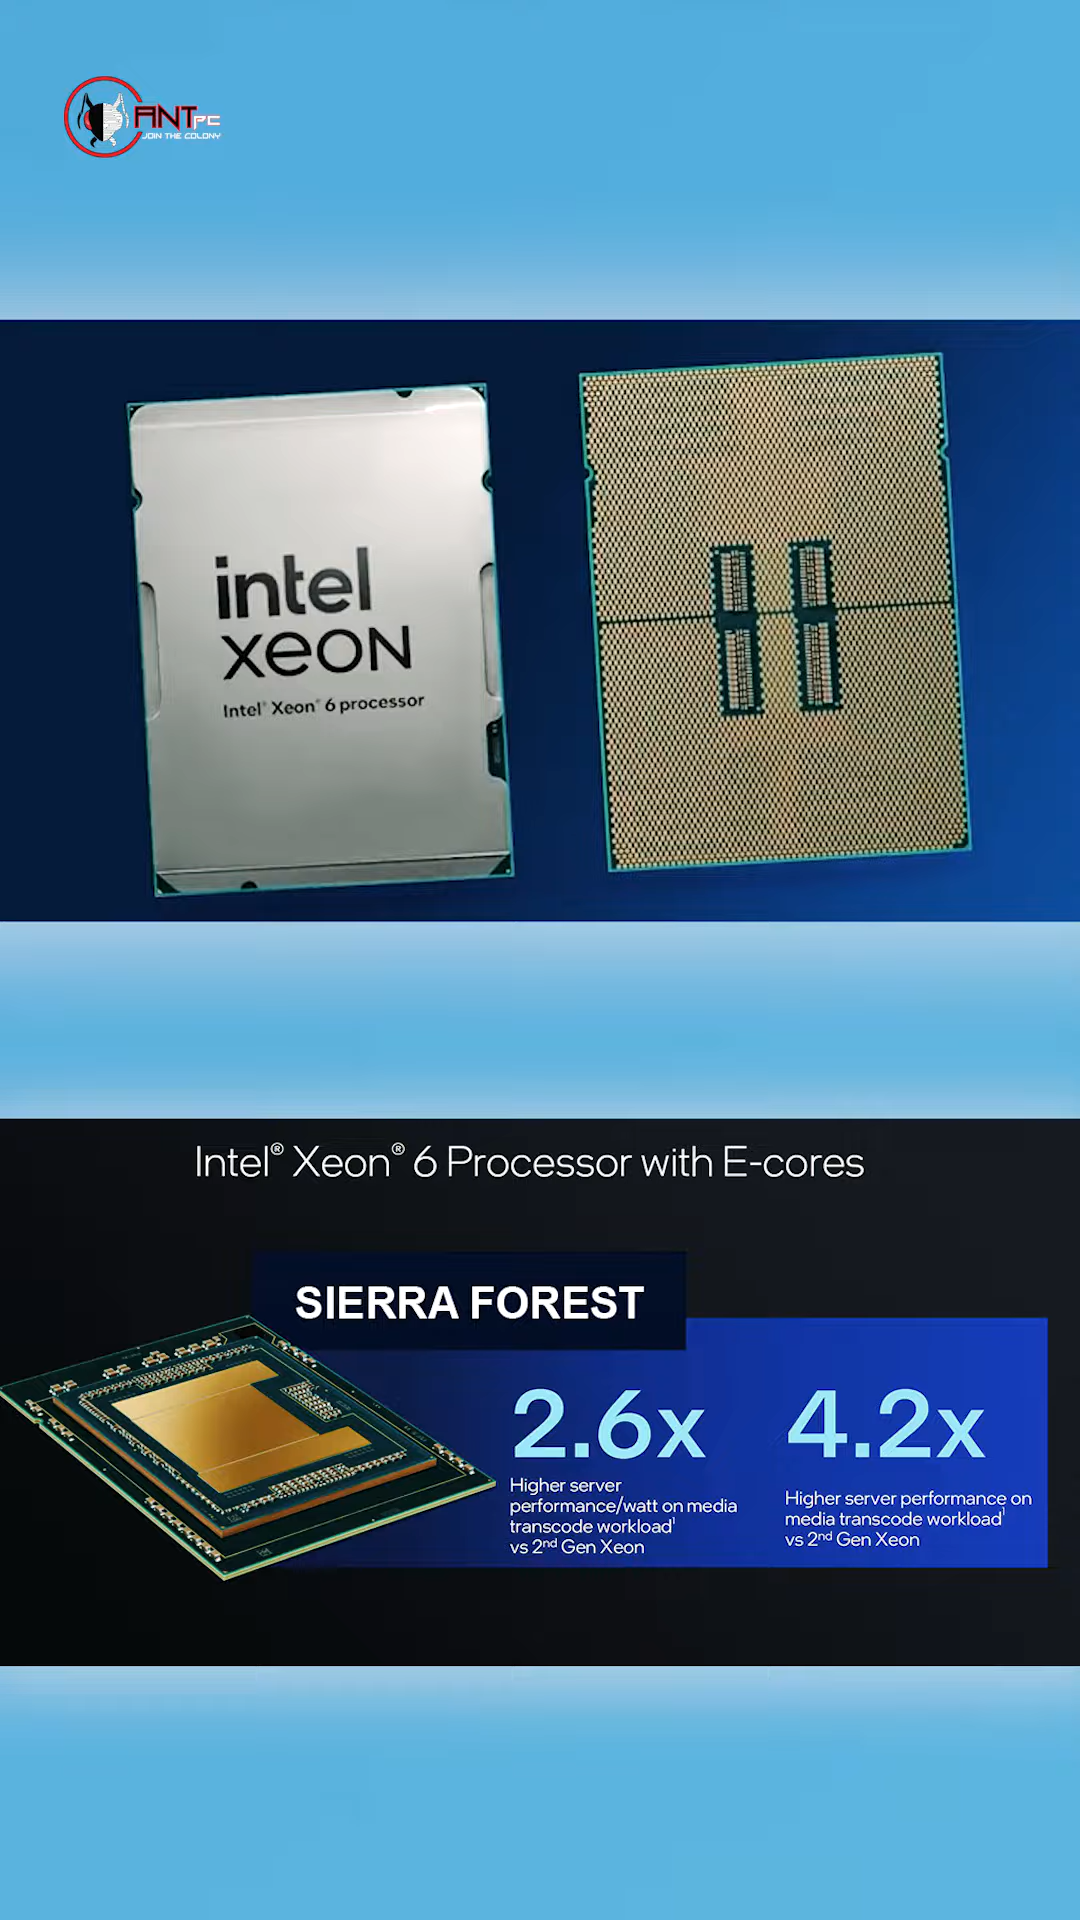 ANT PC
JOIN THE COLONY
intel
xeon
Intel® Xeon® 6 processor
Intel® Xeon® 6 Processor with E-cores
SIERRA FOREST
2.6x
Higher server
performance/watt on media
transcode workload¹
vs 2nd Gen Xeon
4.2x
Higher server performance on
media transcode workload¹
vs 2nd Gen Xeon